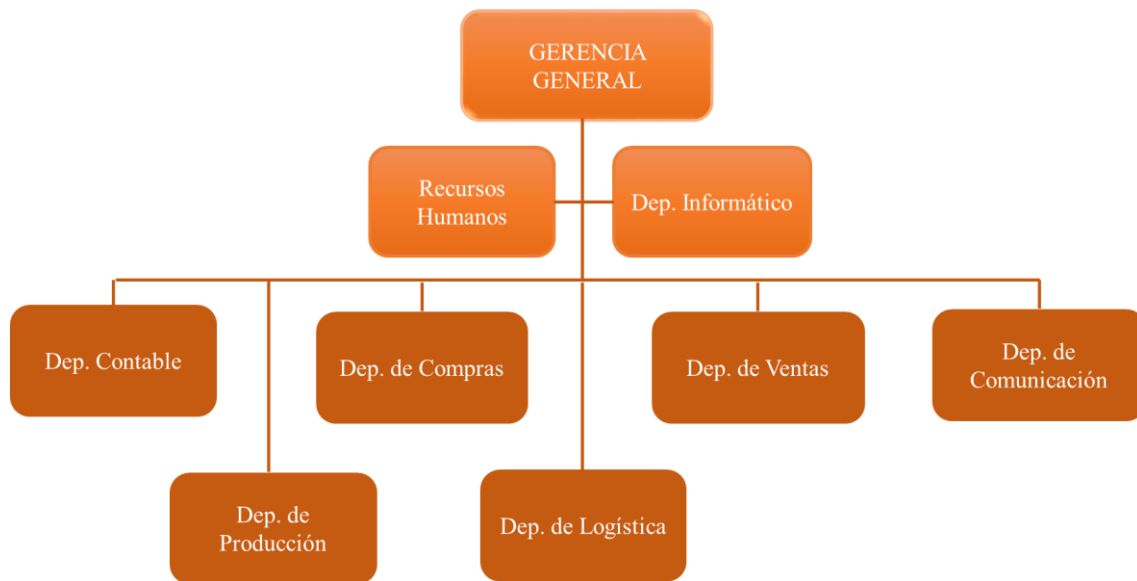 GERENCIA
GENERAL
Recursos
Humanos
Dep. Informático
Dep. Contable
Dep. de Compras
Dep. de Ventas
Dep. de
Comunicación
Dep. de
Producción
Dep. de Logística